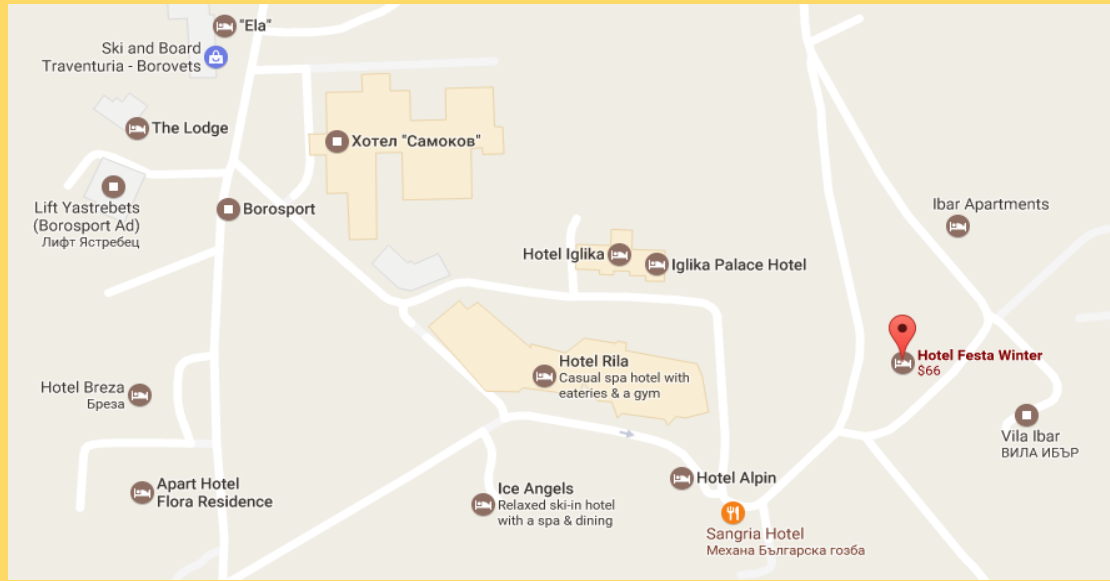 "Ela"
Ski and Board
Traventuria - Borovets
The Lodge
Хотел "Самоков"
Lift Yastrebets
(Borosport Ad)
Лифт Ястребец
Borosport
Ibar Apartments
Hotel Iglika
Iglika Palace Hotel
Hotel Festa Winter
$66
Hotel Rila
Casual spa hotel with
eateries & a gym
Hotel Breza
Бреза
Vila Ibar
ВИЛА ИБЪР
Hotel Alpin
Apart Hotel
Flora Residence
Ice Angels
Relaxed ski-in hotel
with a spa & dining
Sangria Hotel
Механа Българска гозба